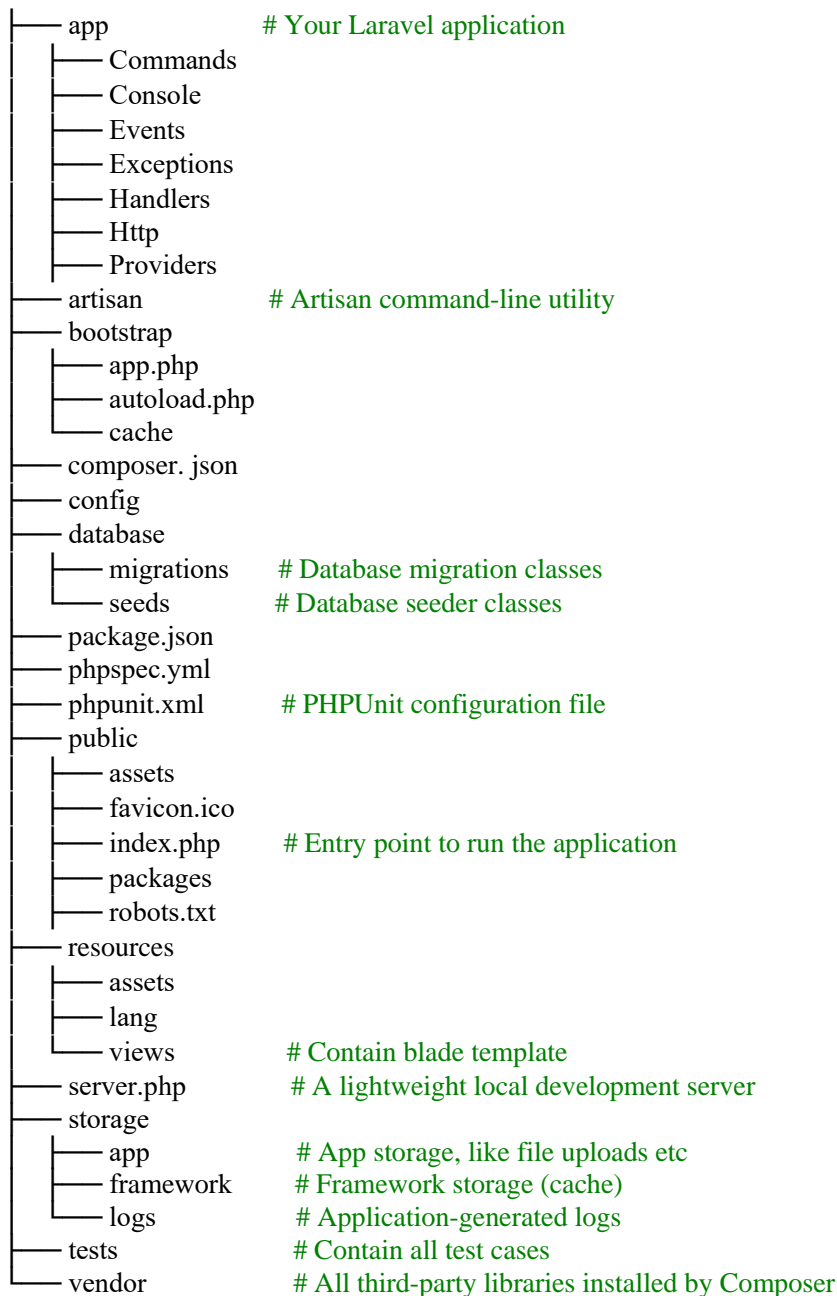 ├── app # Your Laravel application
│ ├── Commands
│ ├── Console
│ ├── Events
│ ├── Exceptions
│ ├── Handlers
│ ├── Http
│ ├── Providers
├── artisan # Artisan command-line utility
├── bootstrap
│ ├── app.php
│ ├── autoload.php
│ └── cache
├── composer. json
├── config
├── database
│ ├── migrations # Database migration classes
│ └── seeds # Database seeder classes
├── package.json
├── phpspec.yml
├── phpunit.xml # PHPUnit configuration file
├── public
│ ├── assets
│ ├── favicon.ico
│ ├── index.php # Entry point to run the application
│ ├── packages
│ ├── robots.txt
├── resources
│ ├── assets
│ ├── lang
│ └── views # Contain blade template
├── server.php # A lightweight local development server
├── storage
│ ├── app # App storage, like file uploads etc
│ ├── framework # Framework storage (cache)
│ └── logs # Application-generated logs
├── tests # Contain all test cases
└── vendor # All third-party libraries installed by Composer